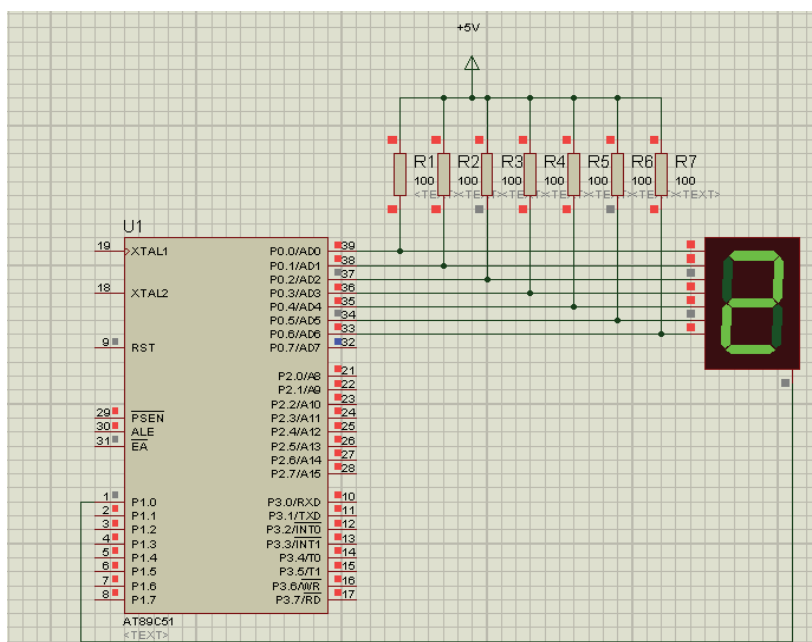 +5V
R1 R2 R3 R4 R5 R6 R7
100 100 100 100 100 100 100
<TEXT> <TEXT> <TEXT> <TEXT> <TEXT> <TEXT> <TEXT>
U1
19 XTAL1 P0.0/AD0 39
P0.1/AD1 38
P0.2/AD2 37
18 XTAL2 P0.3/AD3 36
P0.4/AD4 35
P0.5/AD5 34
P0.6/AD6 33
9 RST P0.7/AD7 32
P2.0/A8 21
P2.1/A9 22
P2.2/A10 23
29 PSEN P2.3/A11 24
30 ALE P2.4/A12 25
31 EA P2.5/A13 26
P2.6/A14 27
P2.7/A15 28
1 P1.0 P3.0/RXD 10
2 P1.1 P3.1/TXD 11
3 P1.2 P3.2/INT0 12
4 P1.3 P3.3/INT1 13
5 P1.4 P3.4/T0 14
6 P1.5 P3.5/T1 15
7 P1.6 P3.6/WR 16
8 P1.7 P3.7/RD 17
AT89C51
<TEXT>
2